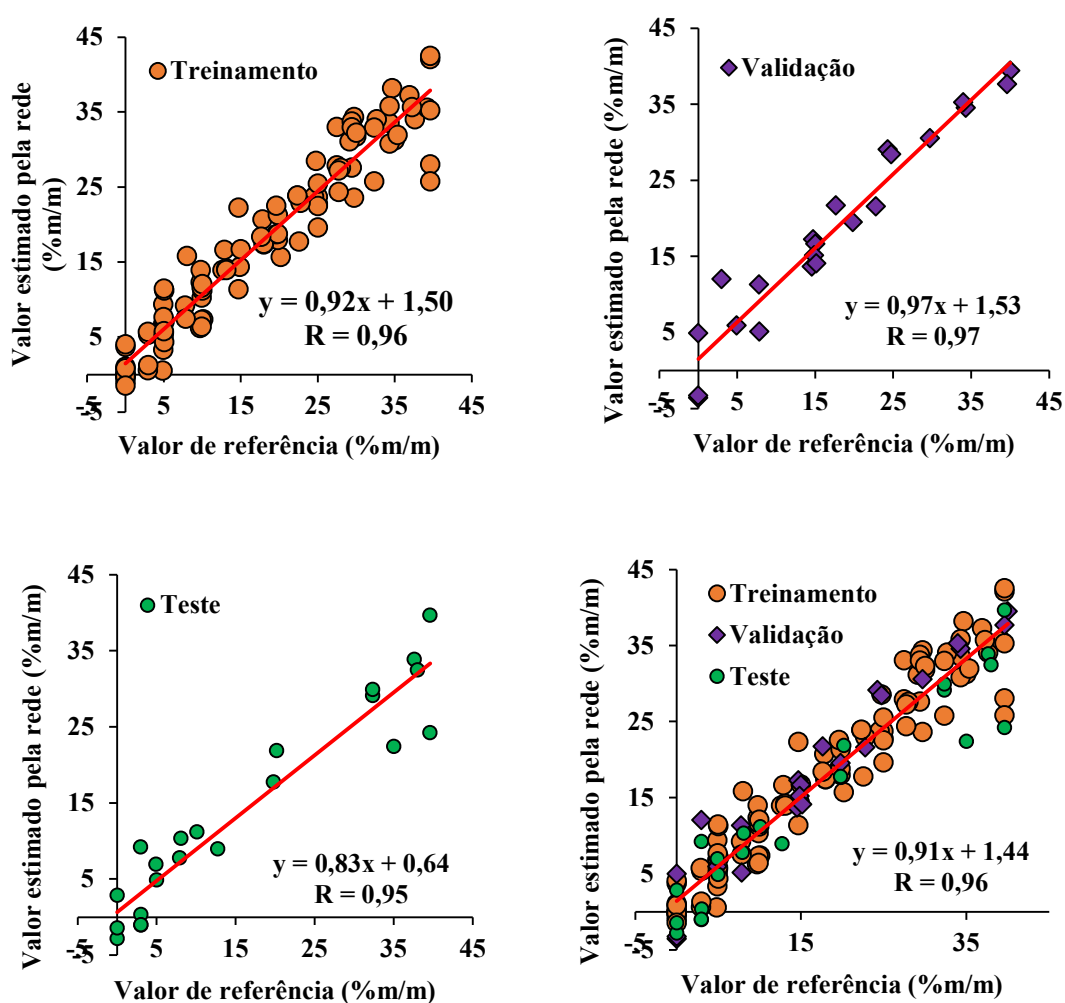 Valor estimado pela rede
(%m/m)
45
35
25
15
5
-5
-5
5
15
25
35
45
Treinamento
y = 0,92x + 1,50
R = 0,96
Valor de referência (%m/m)
Valor estimado pela rede (%m/m)
45
35
25
15
5
-5
-5
5
15
25
35
45
Validação
y = 0,97x + 1,53
R = 0,97
Valor de referência (%m/m)
Valor estimado pela rede (%m/m)
45
35
25
15
5
-5
-5
5
15
25
35
45
Teste
y = 0,83x + 0,64
R = 0,95
Valor de referência (%m/m)
Valor estimado pela rede (%m/m)
45
35
25
15
5
-5
-5
15
35
Treinamento
Validação
Teste
y = 0,91x + 1,44
R = 0,96
Valor de referência (%m/m)